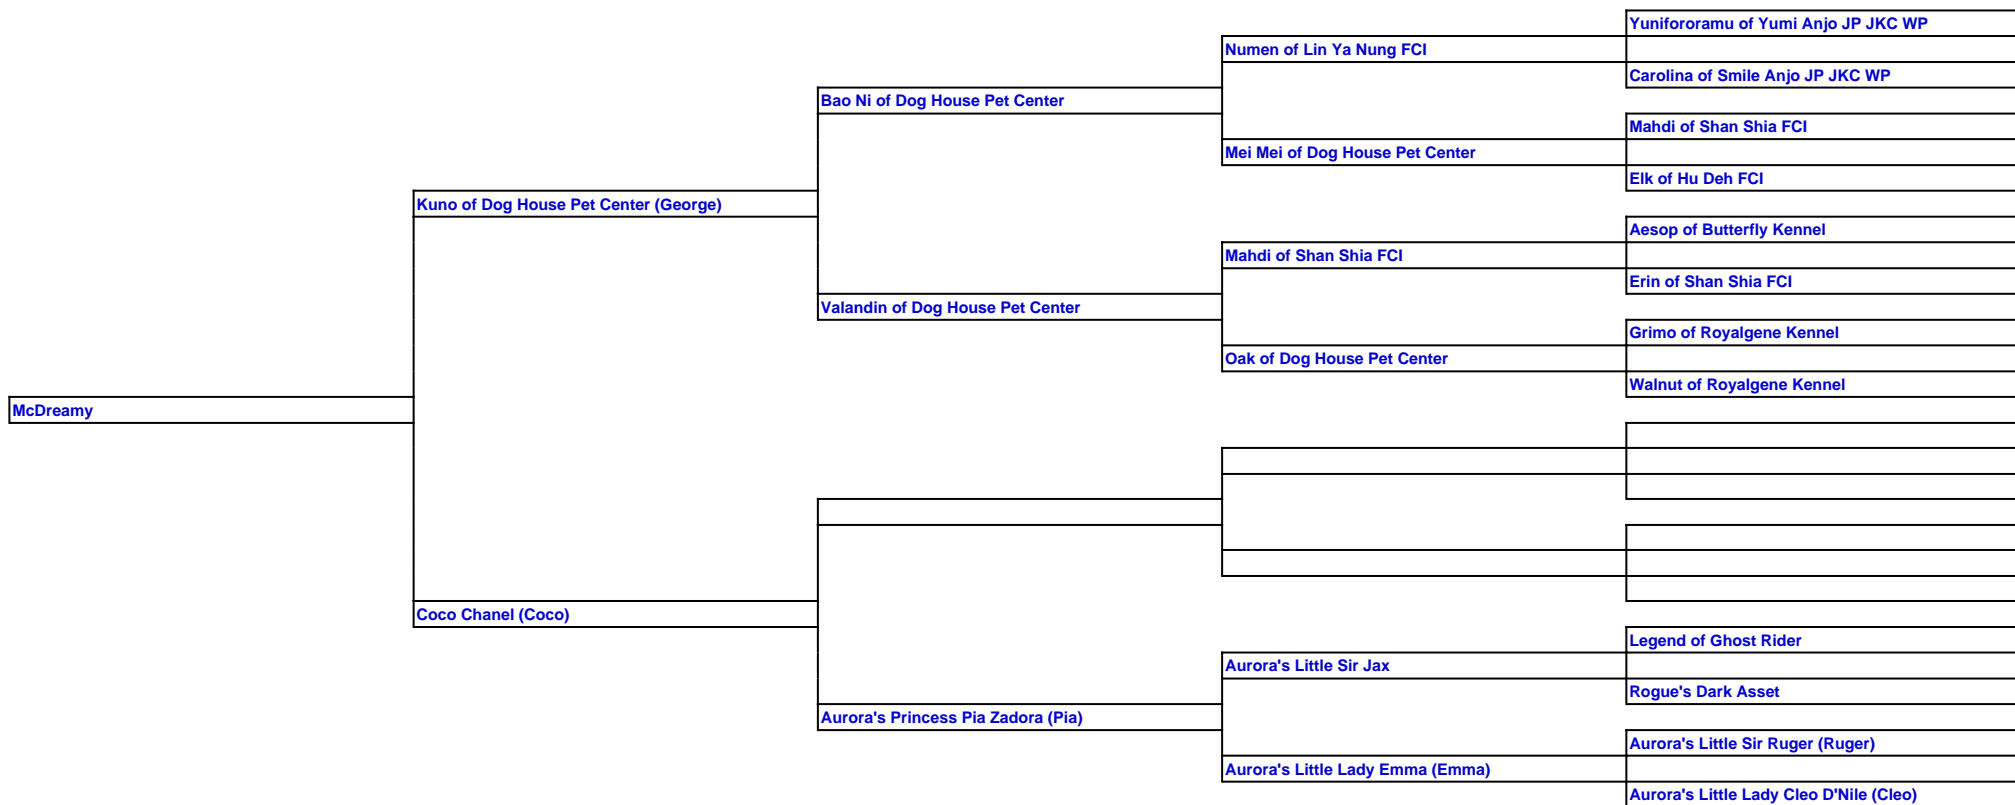 Yunifororamu of Yumi Anjo JP JKC WP
Numen of Lin Ya Nung FCI
Carolina of Smile Anjo JP JKC WP
Bao Ni of Dog House Pet Center
Mahdi of Shan Shia FCI
Mei Mei of Dog House Pet Center
Elk of Hu Deh FCI
Kuno of Dog House Pet Center (George)
Aesop of Butterfly Kennel
Mahdi of Shan Shia FCI
Erin of Shan Shia FCI
Valandin of Dog House Pet Center
Grimo of Royalgene Kennel
Oak of Dog House Pet Center
Walnut of Royalgene Kennel
McDreamy
Coco Chanel (Coco)
Legend of Ghost Rider
Aurora's Little Sir Jax
Rogue's Dark Asset
Aurora's Princess Pia Zadora (Pia)
Aurora's Little Sir Ruger (Ruger)
Aurora's Little Lady Emma (Emma)
Aurora's Little Lady Cleo D'Nile (Cleo)